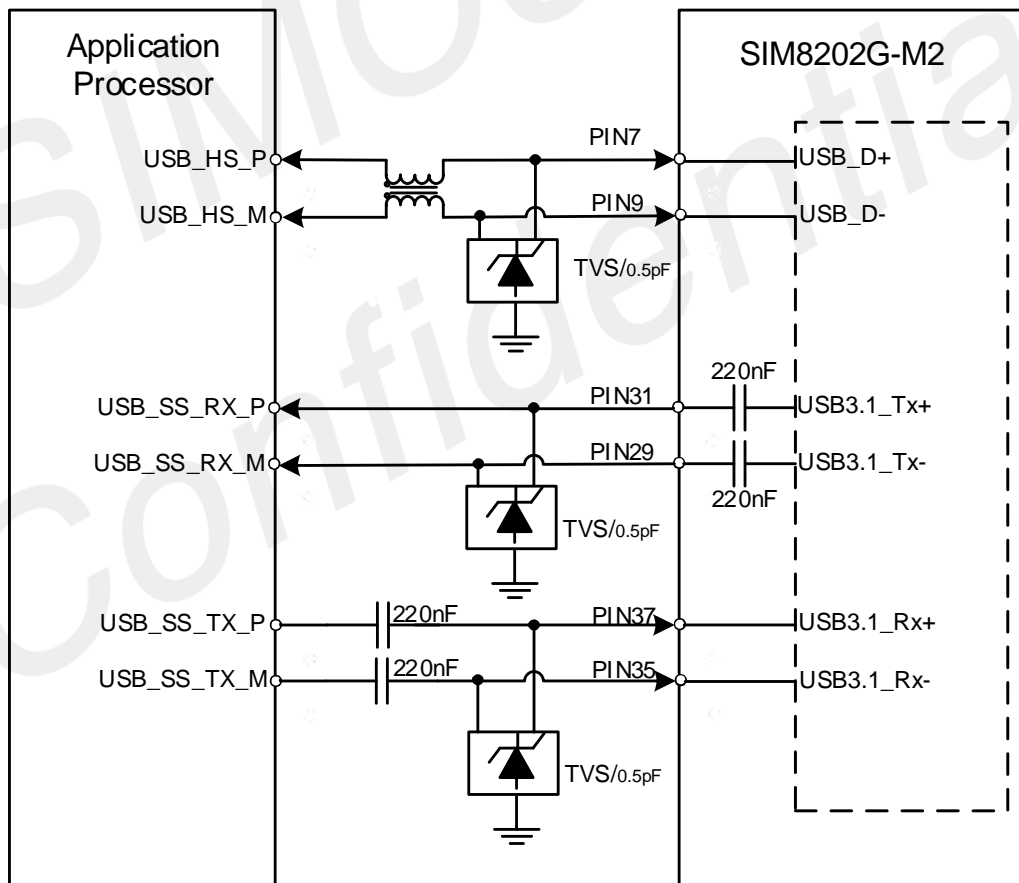 Application
Processor
SIM8202G-M2
USB_HS_P
PIN7
USB_D+
USB_HS_M
PIN9
USB_D-
TVS/0.5pF
220nF
USB_SS_RX_P
PIN31
USB3.1_Tx+
USB_SS_RX_M
PIN29
USB3.1_Tx-
220nF
TVS/0.5pF
USB_SS_TX_P
220nF
PIN37
USB3.1_Rx+
USB_SS_TX_M
220nF
PIN35
USB3.1_Rx-
TVS/0.5pF
Confidentia